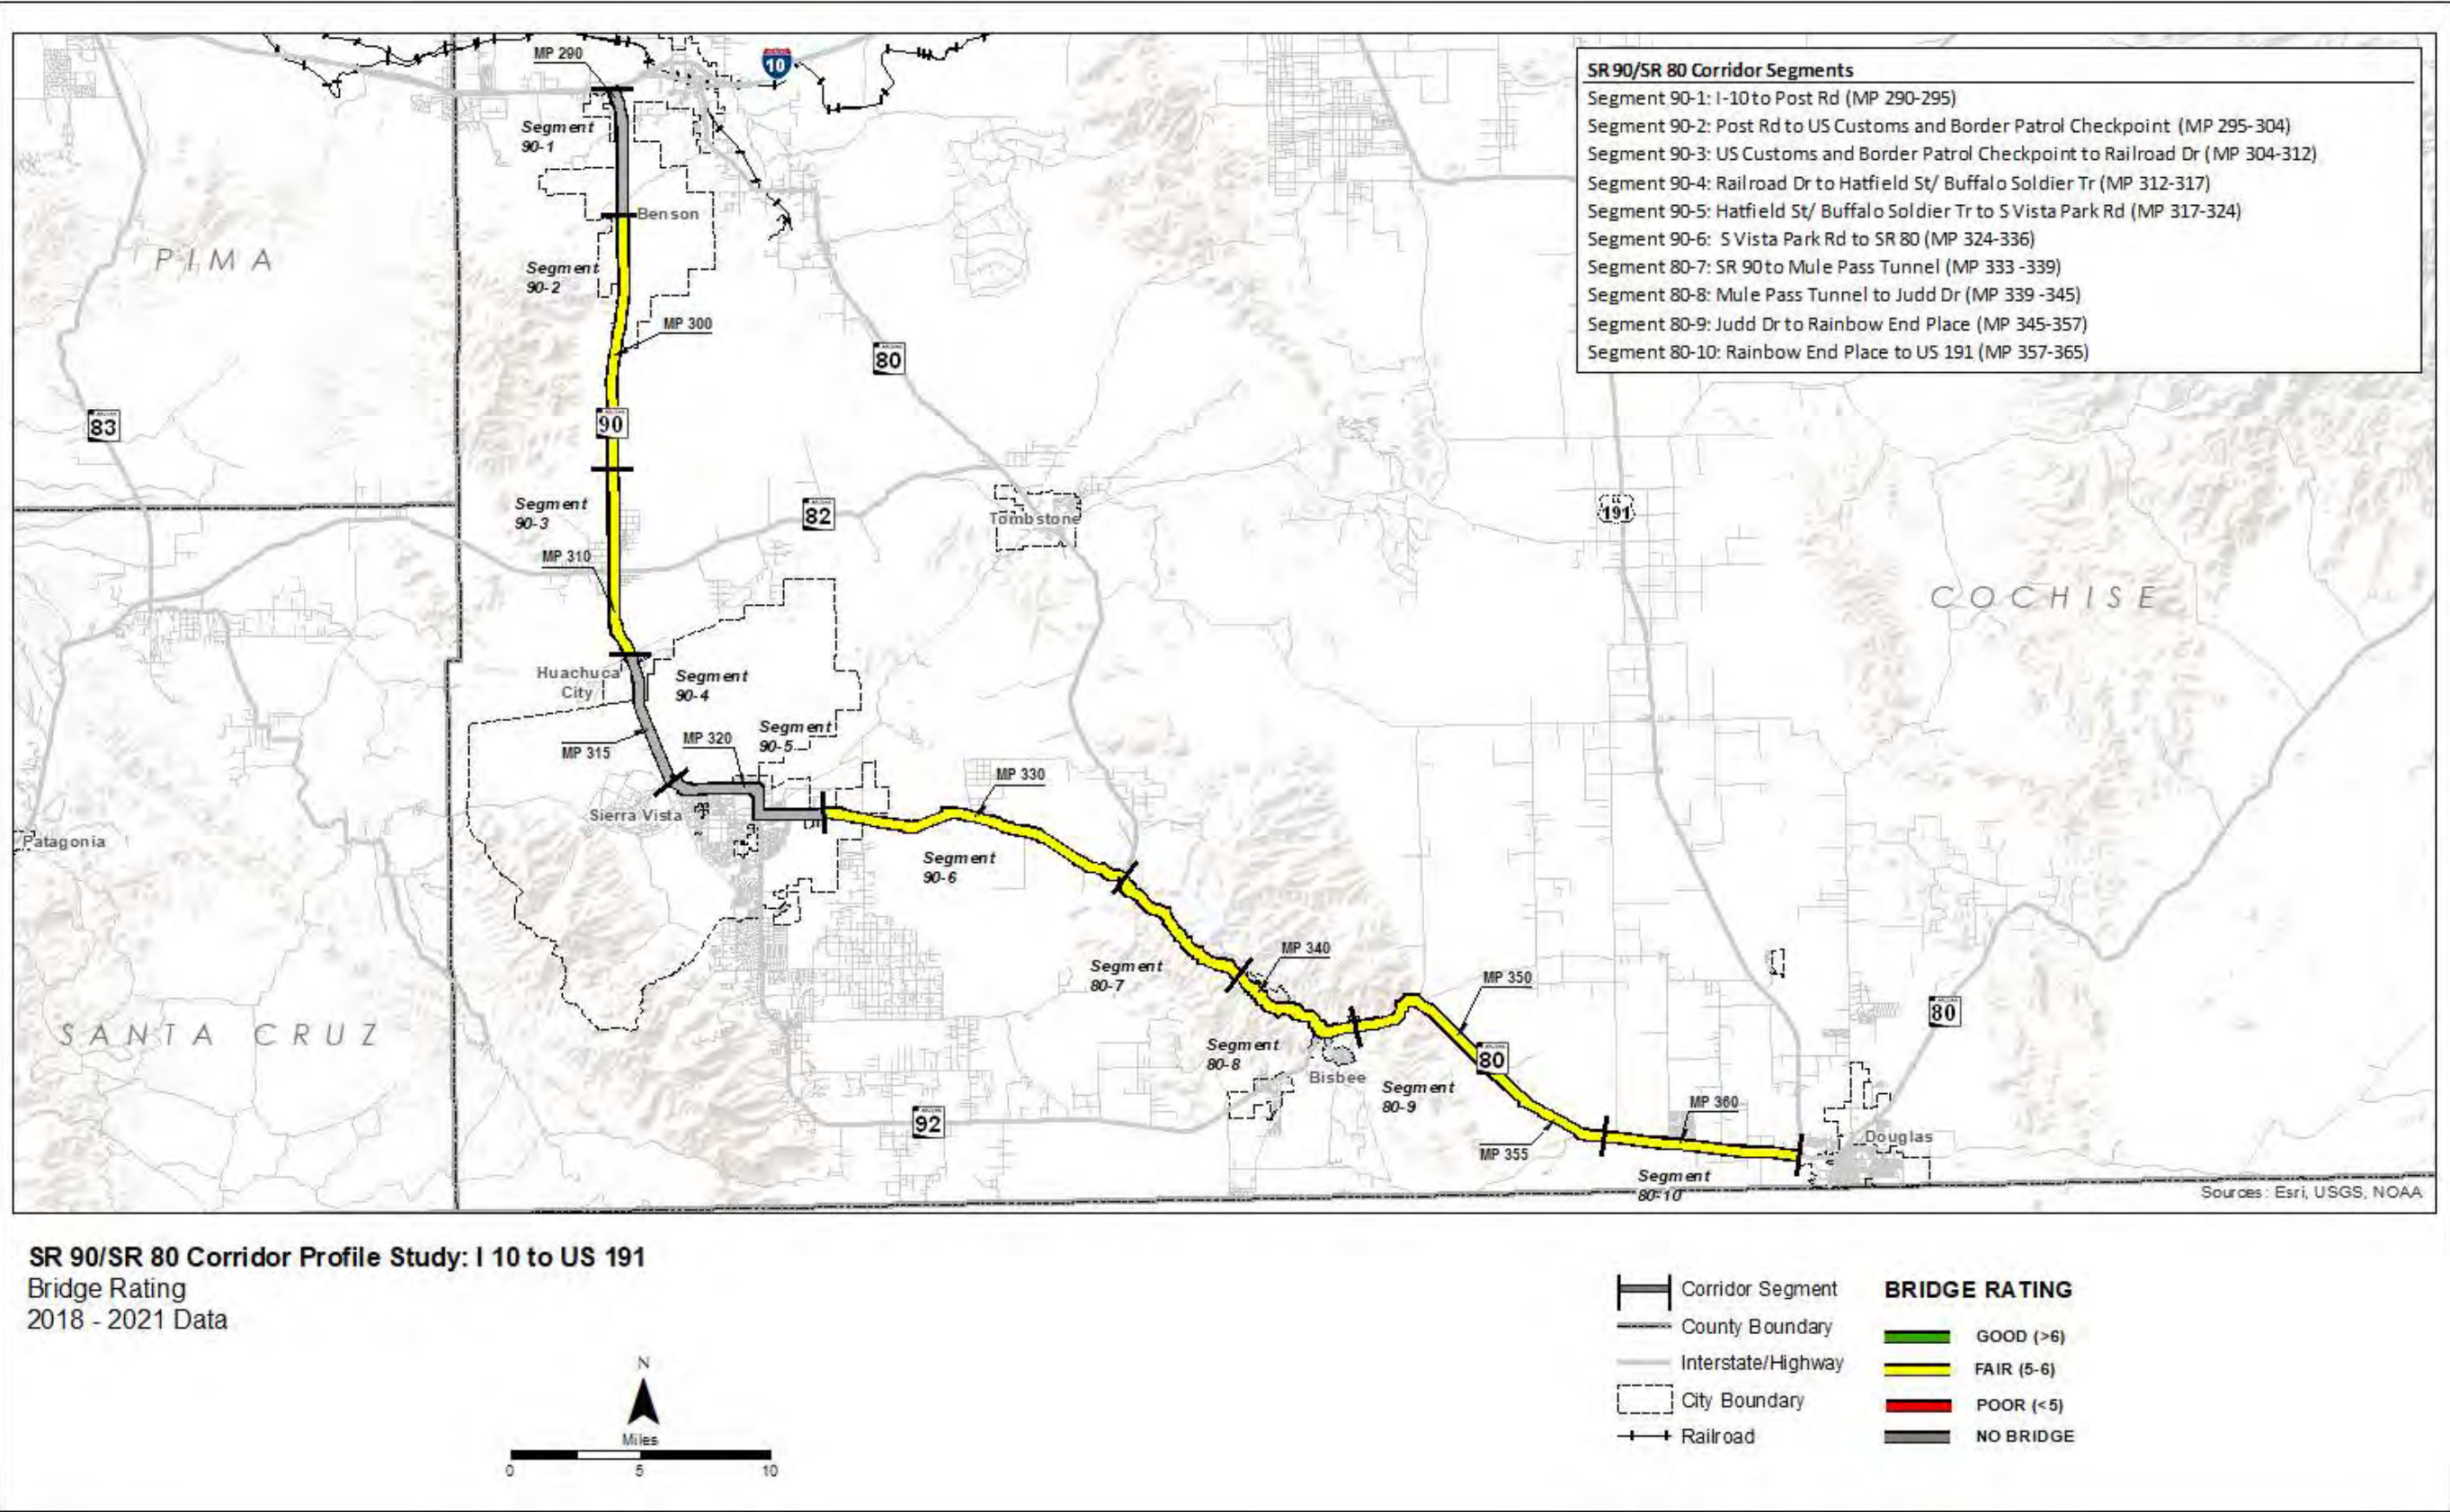 MP 290
10
SR 90/SR 80 Corridor Segments
Segment 90-1: I-10 to Post Rd (MP 290-295)
Segment 90-2: Post Rd to US Customs and Border Patrol Checkpoint (MP 295-304)
Segment 90-3: US Customs and Border Patrol Checkpoint to Railroad Dr (MP 304-312)
Segment 90-4: Railroad Dr to Hatfield St/ Buffalo Soldier Tr (MP 312-317)
Segment 90-5: Hatfield St/ Buffalo Soldier Tr to S Vista Park Rd (MP 317-324)
Segment 90-6: S Vista Park Rd to SR 80 (MP 324-336)
Segment 80-7: SR 90 to Mule Pass Tunnel (MP 333 -339)
Segment 80-8: Mule Pass Tunnel to Judd Dr (MP 339 -345)
Segment 80-9: Judd Dr to Rainbow End Place (MP 345-357)
Segment 80-10: Rainbow End Place to US 191 (MP 357-365)
Segment
90-1
Benson
PIMA
Segment
90-2
MP 300
80
83
90
Segment
90-3
82
Tombstone
191
MP 310
COCHISE
Huachuca
City
Segment
90-4
Segment
90-5
MP 315
MP 320
MP 330
Sierra Vista
Patagonia
Segment
90-6
MP 340
Segment
80-7
MP 350
SANTA CRUZ
80
Segment
80-8
80
Bisbee
Segment
80-9
92
MP 360
MP 355
Douglas
Segment
80-10
Sources: Esri, USGS, NOAA
SR 90/SR 80 Corridor Profile Study: I 10 to US 191
Bridge Rating
2018 - 2021 Data
N
Miles
0 5 10
Corridor Segment
County Boundary
Interstate/Highway
City Boundary
Railroad
BRIDGE RATING
GOOD (>6)
FAIR (5-6)
POOR (<5)
NO BRIDGE